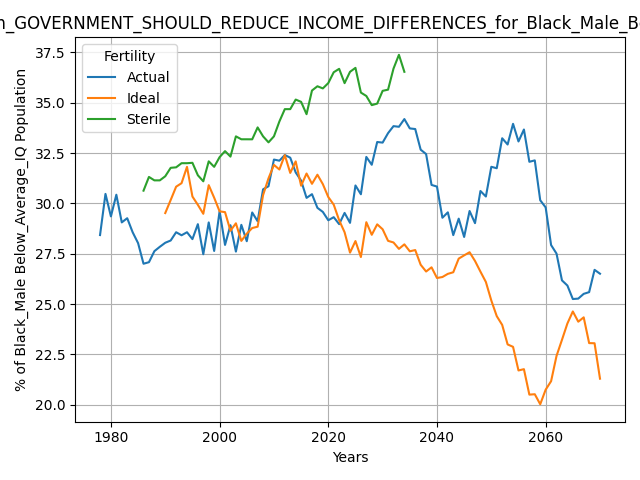 GOVERNMENT_SHOULD_REDUCE_INCOME_DIFFERENCES_for_Black_Male
Fertility
Actual
Ideal
Sterile
% of Black_Male Below_Average_IQ Population
37.5
35.0
32.5
30.0
27.5
25.0
22.5
20.0
1980
2000
2020
2040
2060
Years